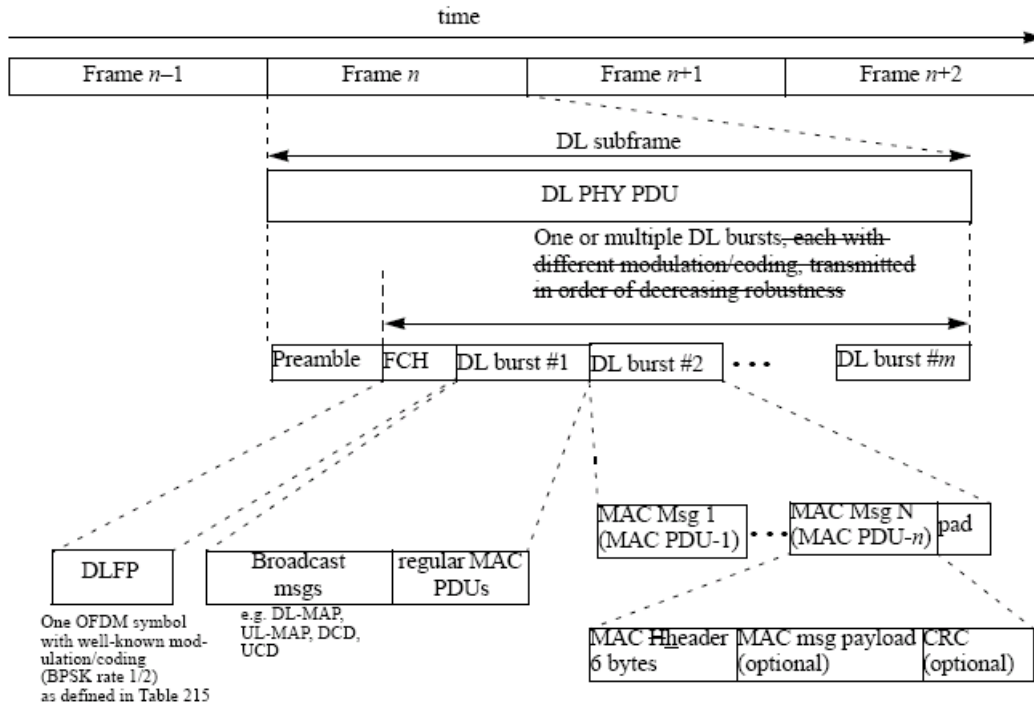 time
Frame n–1 Frame n Frame n+1 Frame n+2
DL subframe
DL PHY PDU
One or multiple DL bursts, each with
different modulation/coding, transmitted
in order of decreasing robustness
Preamble FCH DL burst #1 DL burst #2 ••• DL burst #m
MAC Msg 1
(MAC PDU-1)
•••
MAC Msg N
(MAC PDU-n)
pad
DLFP
Broadcast
msgs
regular MAC
PDUs
One OFDM symbol
with well-known mod-
ulation/coding
(BPSK rate 1/2)
as defined in Table 215
e.g. DL-MAP,
UL-MAP, DCD,
UCD
MAC Hheader
6 bytes
MAC msg payload
(optional)
CRC
(optional)